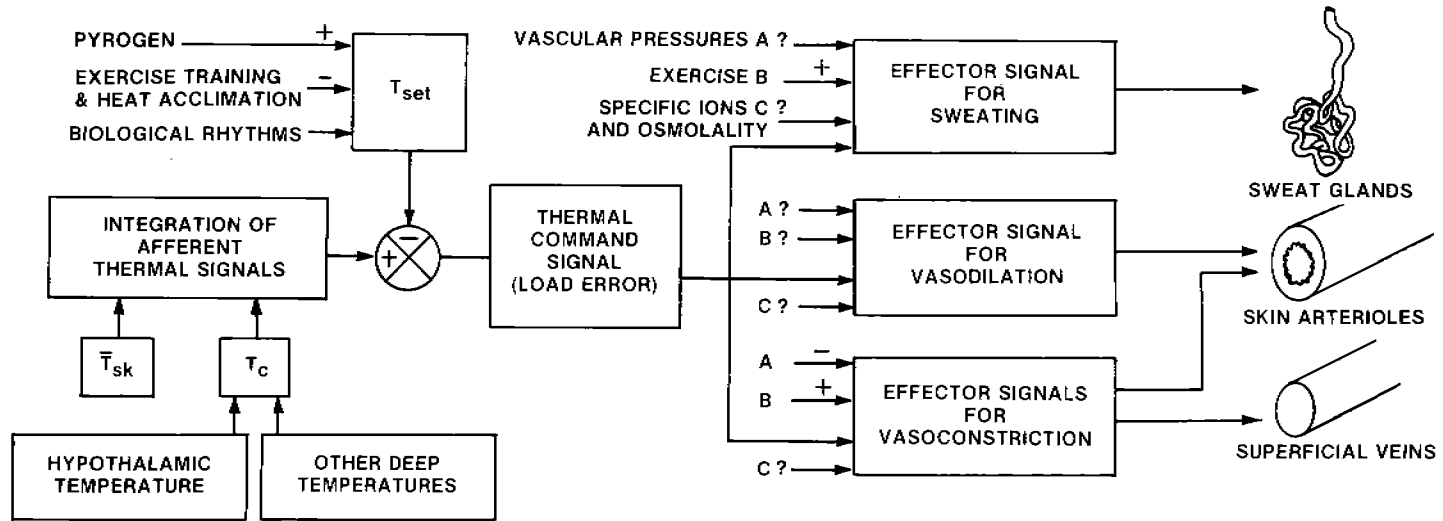 PYROGEN
+
EXERCISE TRAINING
& HEAT ACCLIMATION
−
BIOLOGICAL RHYTHMS
Tset
INTEGRATION OF
AFFERENT
THERMAL SIGNALS
T̅sk
Tc
HYPOTHALAMIC
TEMPERATURE
OTHER DEEP
TEMPERATURES
−
+
THERMAL
COMMAND
SIGNAL
(LOAD ERROR)
VASCULAR PRESSURES A ?
EXERCISE B
+
SPECIFIC IONS C ?
AND OSMOLALITY
EFFECTOR SIGNAL
FOR
SWEATING
SWEAT GLANDS
A ?
B ?
C ?
EFFECTOR SIGNAL
FOR
VASODILATION
SKIN ARTERIOLES
A
−
B
+
C ?
EFFECTOR SIGNALS
FOR
VASOCONSTRICTION
SUPERFICIAL VEINS